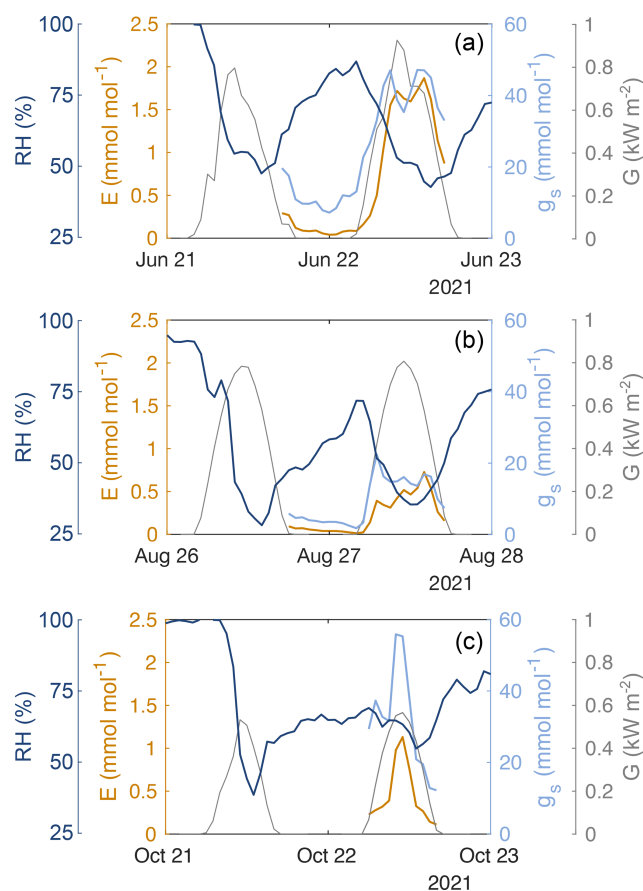 (a)
RH (%)
100
75
50
25
E (mmol mol⁻¹)
2.5
2
1.5
1
0.5
0
gₛ (mmol mol⁻¹)
60
40
20
0
G (kW m⁻²)
1
0.8
0.6
0.4
0.2
0
Jun 21
Jun 22
Jun 23
2021
(b)
RH (%)
100
75
50
25
E (mmol mol⁻¹)
2.5
2
1.5
1
0.5
0
gₛ (mmol mol⁻¹)
60
40
20
0
G (kW m⁻²)
1
0.8
0.6
0.4
0.2
0
Aug 26
Aug 27
Aug 28
2021
(c)
RH (%)
100
75
50
25
E (mmol mol⁻¹)
2.5
2
1.5
1
0.5
0
gₛ (mmol mol⁻¹)
60
40
20
0
G (kW m⁻²)
1
0.8
0.6
0.4
0.2
0
Oct 21
Oct 22
Oct 23
2021